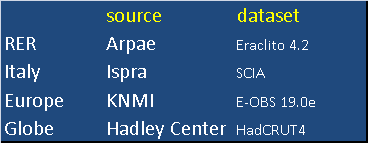 source dataset
RER Arpae Eraclito 4.2
Italy Ispra SCIA
Europe KNMI E-OBS 19.0e
Globe Hadley Center HadCRUT4